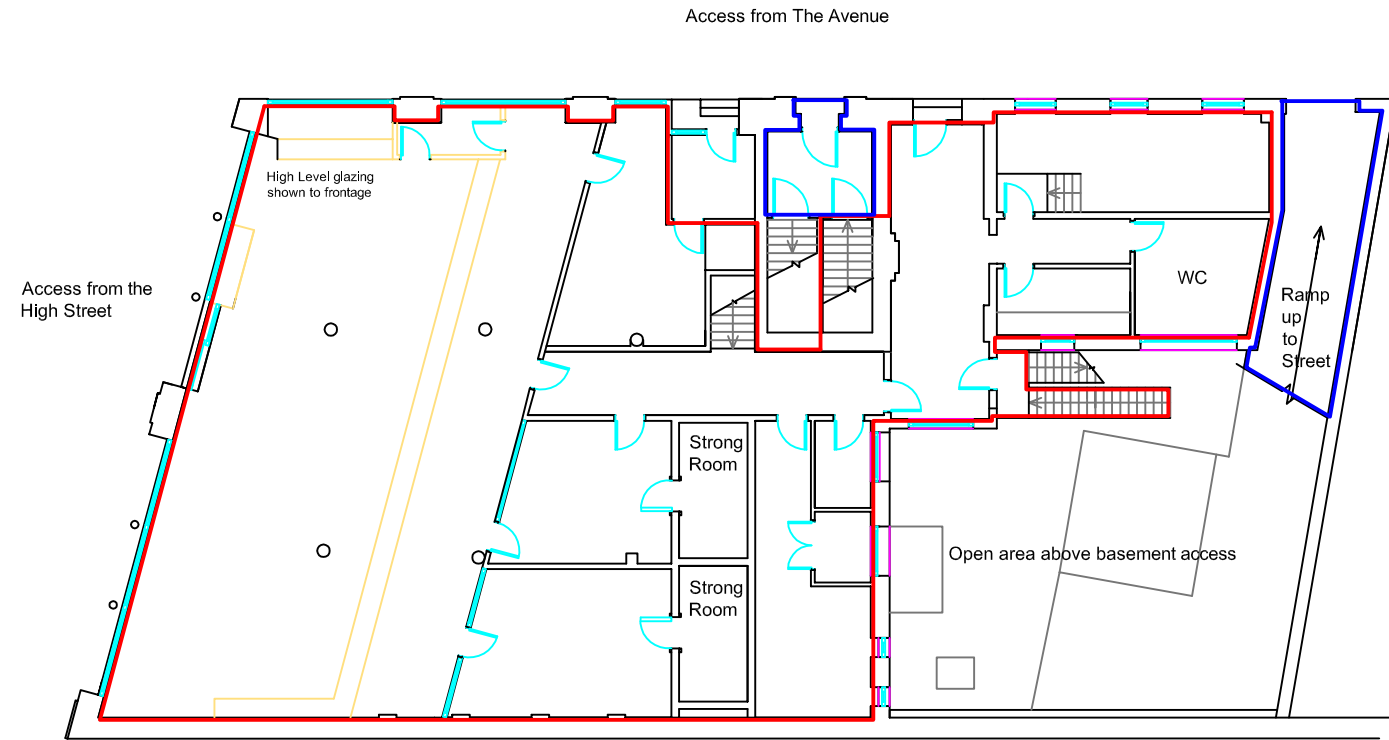 Access from The Avenue
High Level glazing
shown to frontage
Access from the
High Street
WC
Ramp
up
to
Street
Strong
Room
Open area above basement access
Strong
Room